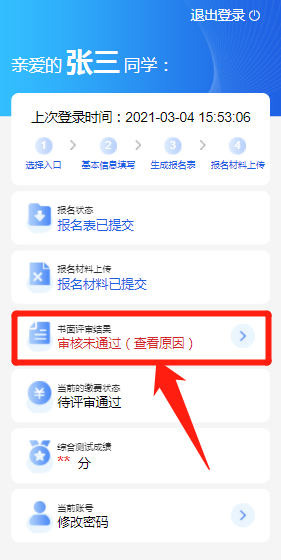 退出登录
亲爱的 张三 同学：
上次登录时间：2021-03-04 15:53:06
1 2 3 4
选择入口 基本信息填写 生成报名表 报名材料上传
报名状态
报名表已提交
报名材料上传
报名材料已提交
书面评审结果
审核未通过（查看原因）
当前的缴费状态
待评审通过
综合测试成绩
** 分
当前账号
修改密码